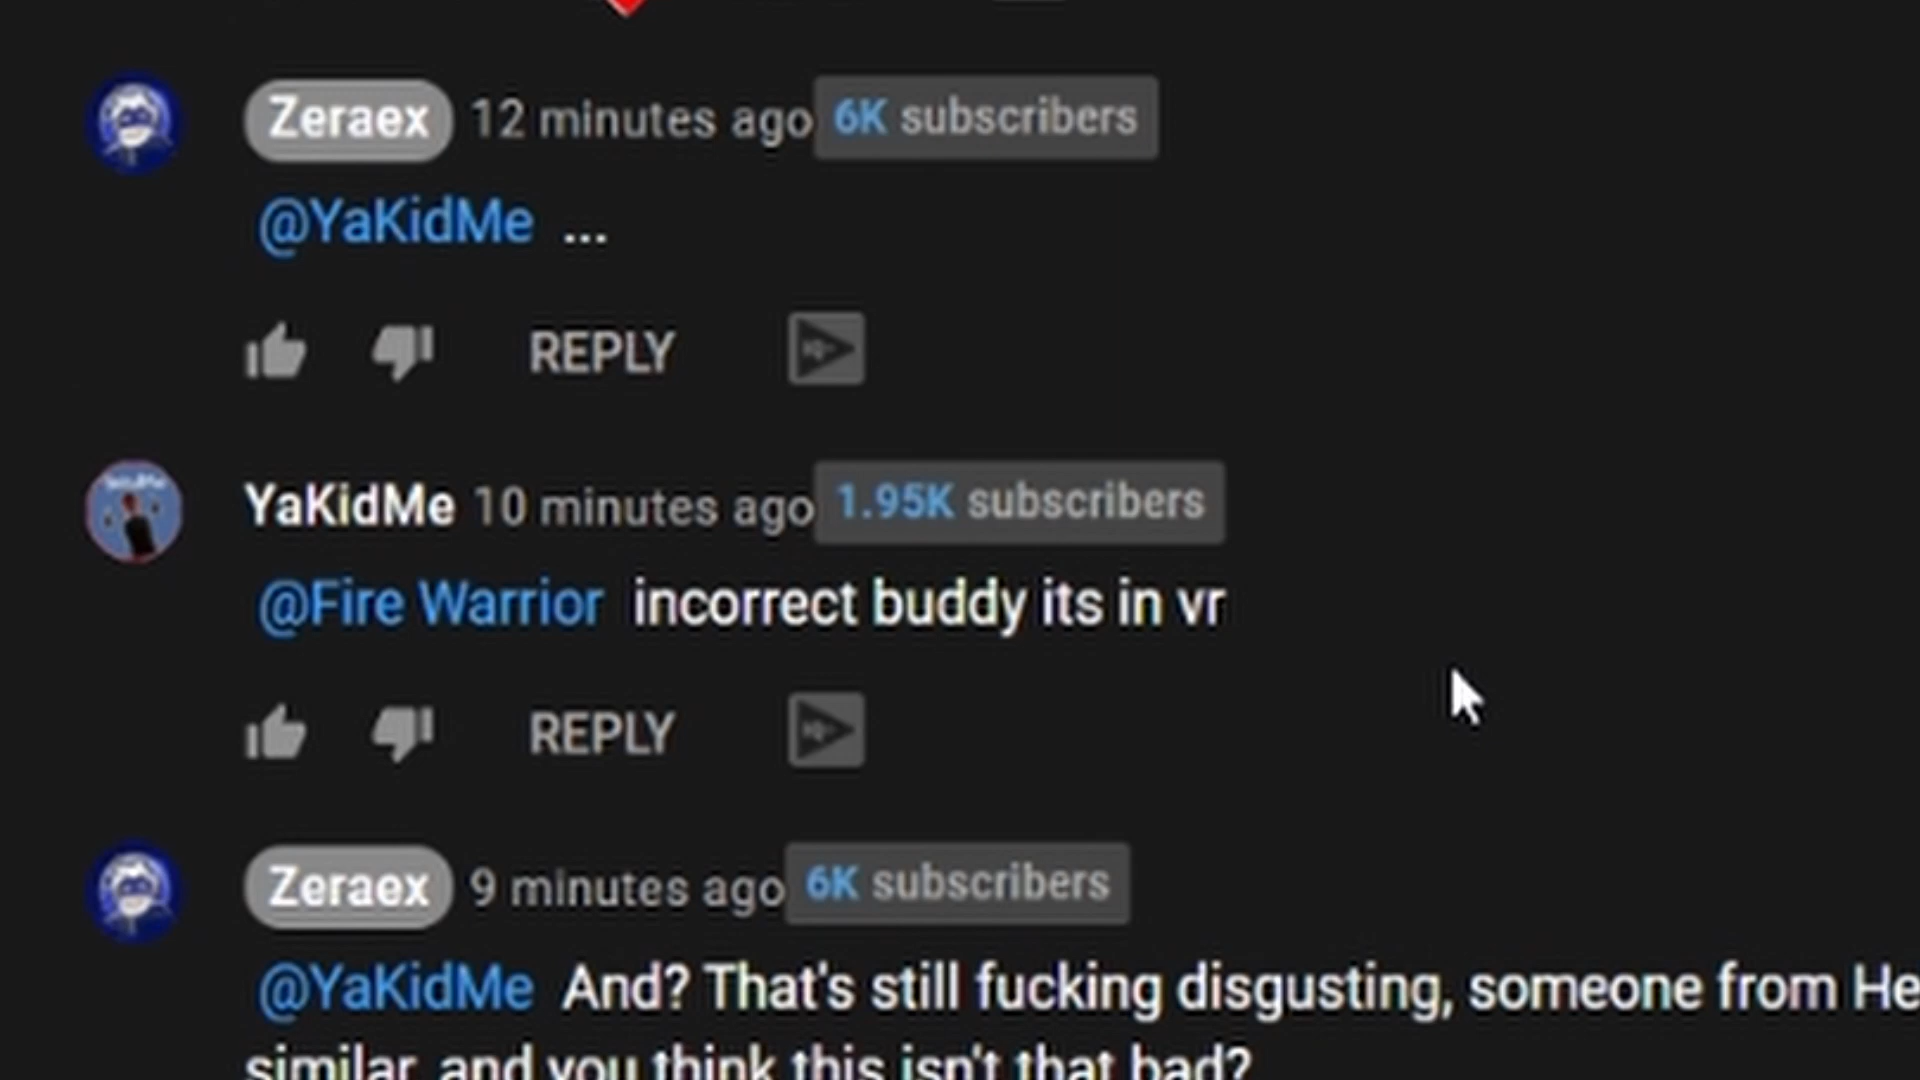 Zeraex 12 minutes ago 6K subscribers
@YaKidMe ...
REPLY
YaKidMe 10 minutes ago 1.95K subscribers
@Fire Warrior incorrect buddy its in vr
REPLY
Zeraex 9 minutes ago 6K subscribers
@YaKidMe And? That's still fucking disgusting, someone from He
similar, and you think this isn't that bad?